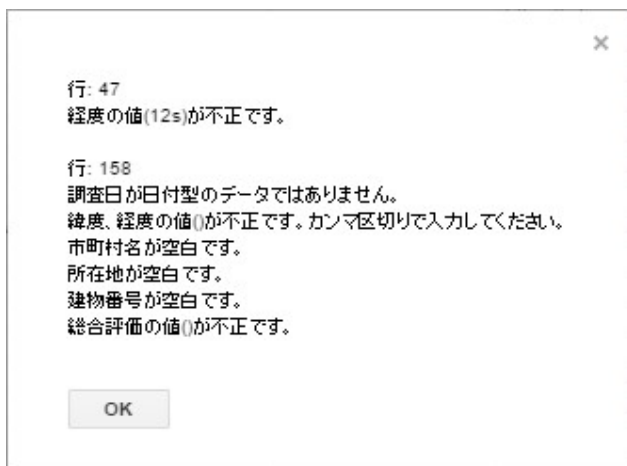 ×
行: 47
経度の値(12s)が不正です。
行: 158
調査日が日付型のデータではありません。
緯度、経度の値()が不正です。カンマ区切りで入力してください。
市町村名が空白です。
所在地が空白です。
建物番号が空白です。
総合評価の値()が不正です。
OK